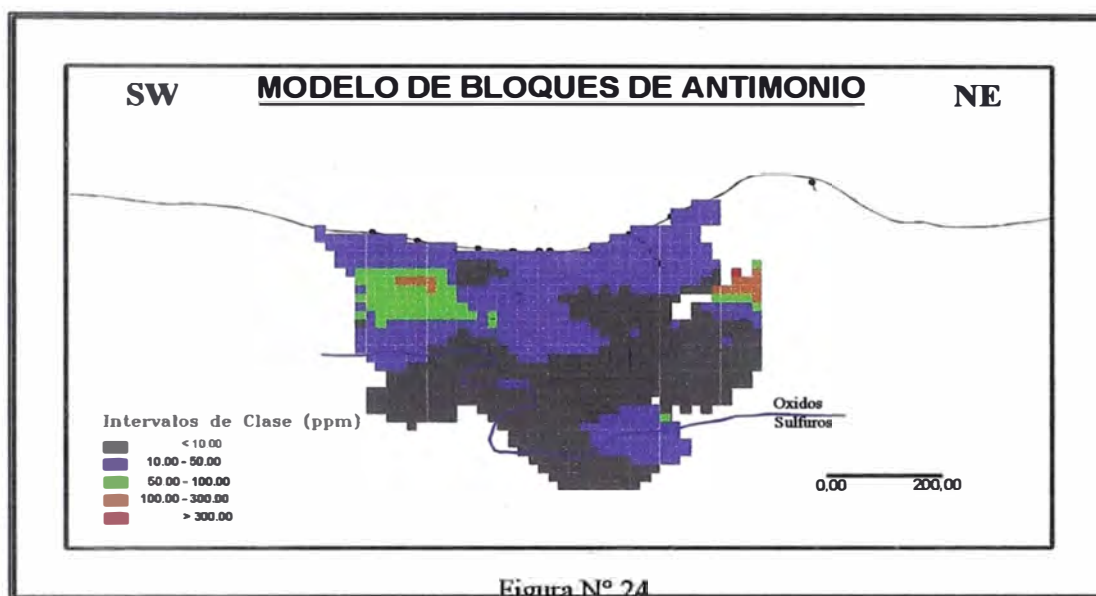 SW MODELO DE BLOQUES DE ANTIMONIO NE
Oxidos
Sulfuros
Intervalos de Clase (ppm)
< 10.00
10.00 - 50.00
50.00 - 100.00
100.00 - 300.00
> 300.00
0,00 200,00
Figura N° 24